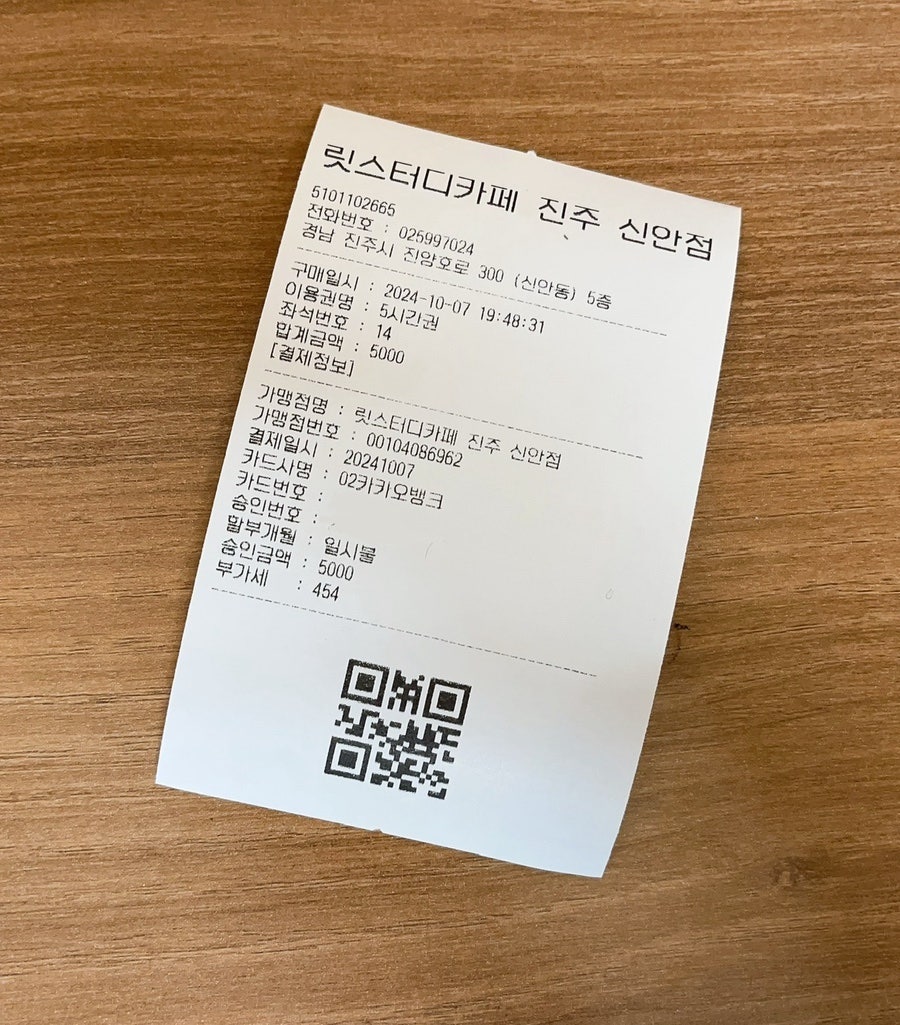 릿스터디카페 진주 신안점
5101102665
전화번호 : 025997024
경남 진주시 진양호로 300 (신안동) 5층
구매일시 : 2024-10-07 19:48:31
이용권명 : 5시간권
좌석번호 : 14
합계금액 : 5000
[결제정보]
가맹점명 : 릿스터디카페 진주 신안점
가맹점번호 : 00104086962
결제일시 : 20241007
카드사명 : 02카카오뱅크
카드번호 :
승인번호 :
할부개월 : 일시불
승인금액 : 5000
부가세 : 454